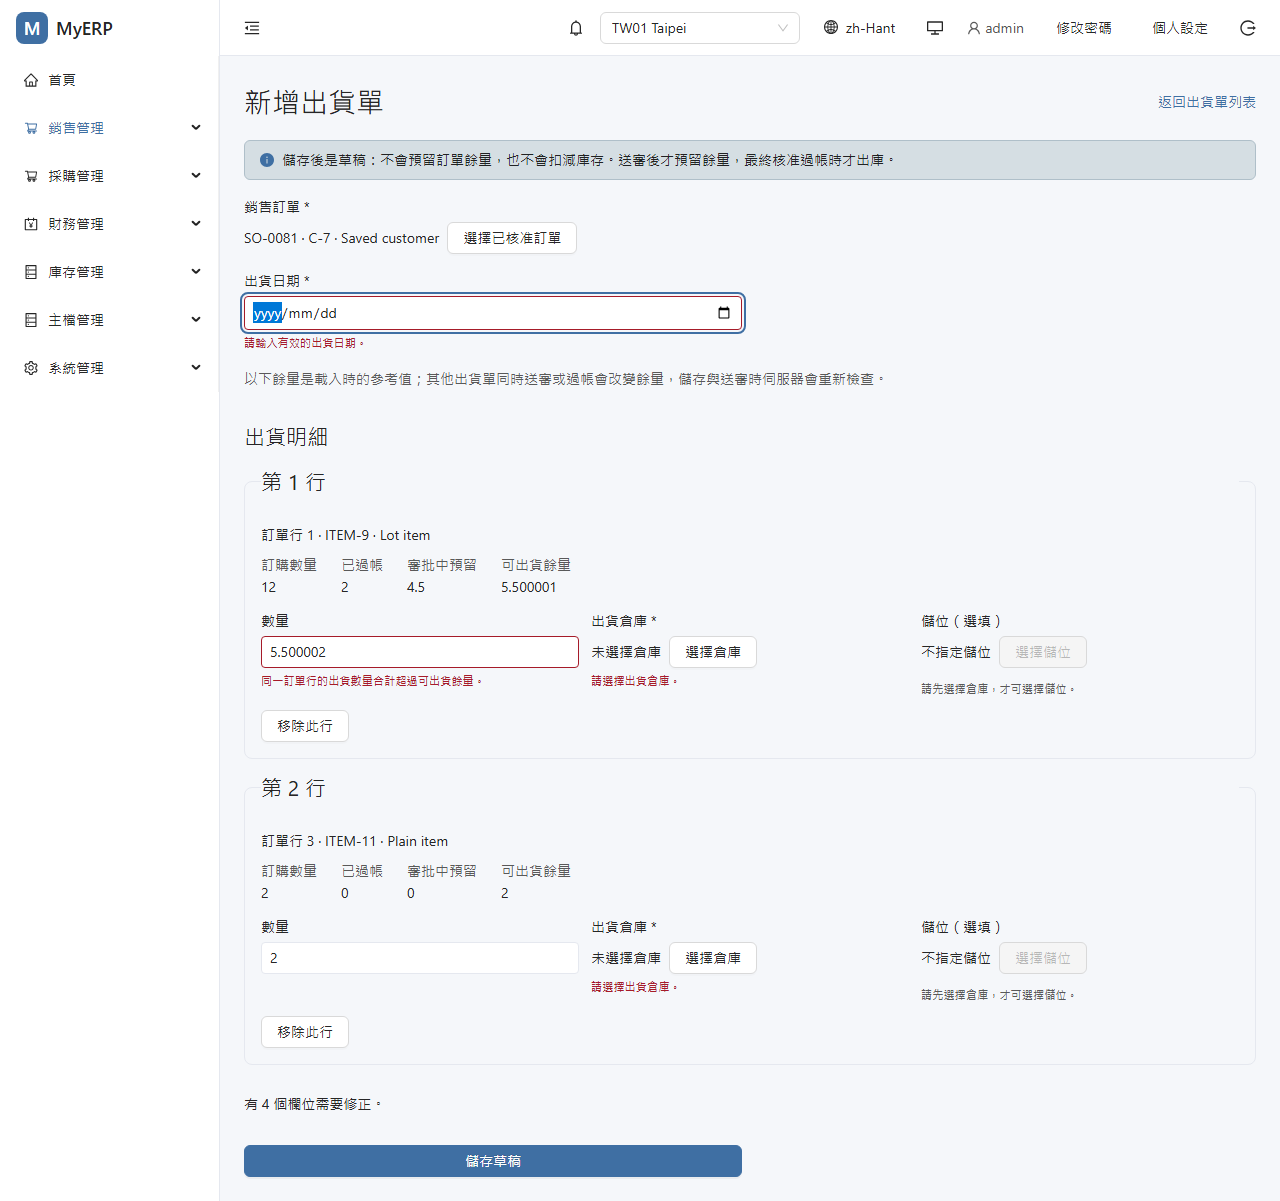 M MyERP
TW01 Taipei
zh-Hant
admin
修改密碼
個人設定
首頁
銷售管理
採購管理
財務管理
庫存管理
主檔管理
系統管理
新增出貨單
返回出貨單列表
儲存後是草稿：不會預留訂單餘量，也不會扣減庫存。送審後才預留餘量，最終核准過帳時才出庫。
銷售訂單 *
SO-0081 · C-7 · Saved customer 選擇已核准訂單
出貨日期 *
yyyy/mm/dd
請輸入有效的出貨日期。
以下餘量是載入時的參考值；其他出貨單同時送審或過帳會改變餘量，儲存與送審時伺服器會重新檢查。
出貨明細
第 1 行
訂單行 1 · ITEM-9 · Lot item
訂購數量 已過帳 審批中預留 可出貨餘量
12 2 4.5 5.500001
數量 出貨倉庫 * 儲位（選填）
5.500002 未選擇倉庫 選擇倉庫 不指定儲位 選擇儲位
同一訂單行的出貨數量合計超過可出貨餘量。 請選擇出貨倉庫。 請先選擇倉庫，才可選擇儲位。
移除此行
第 2 行
訂單行 3 · ITEM-11 · Plain item
訂購數量 已過帳 審批中預留 可出貨餘量
2 0 0 2
數量 出貨倉庫 * 儲位（選填）
2 未選擇倉庫 選擇倉庫 不指定儲位 選擇儲位
請選擇出貨倉庫。 請先選擇倉庫，才可選擇儲位。
移除此行
有 4 個欄位需要修正。
儲存草稿